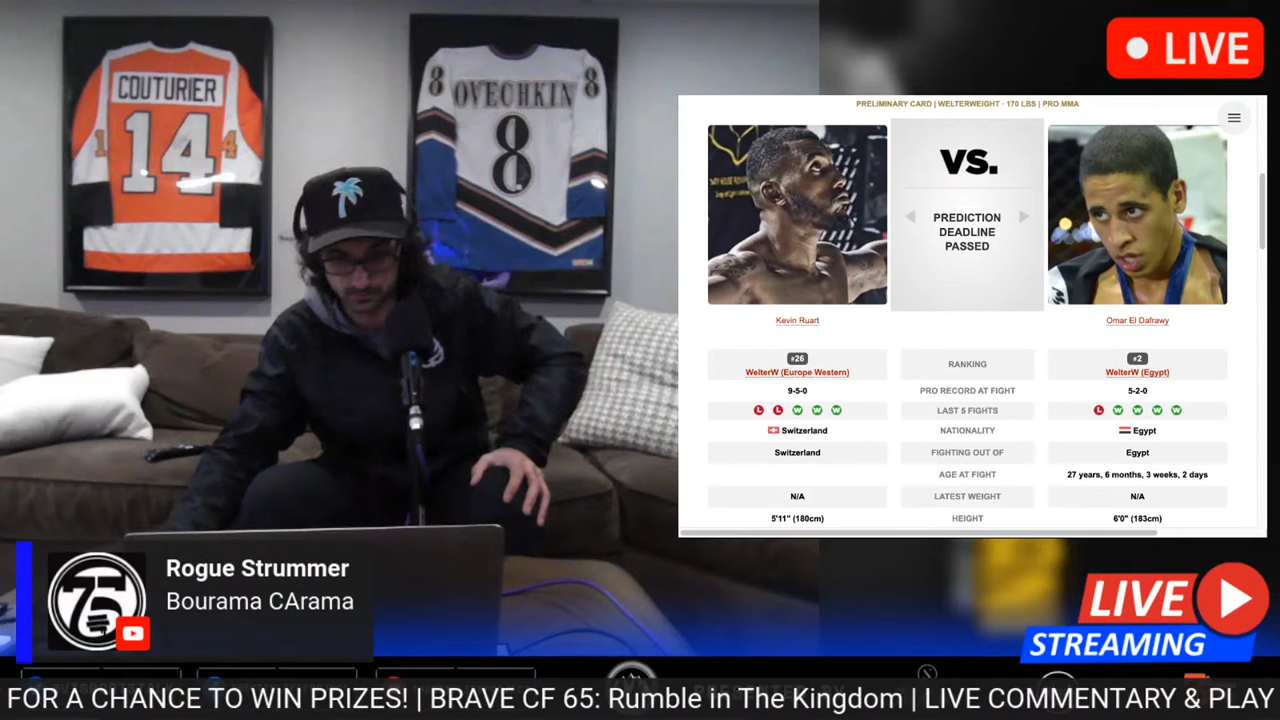 COUTURIER
14
1
4
8
8
OVECHKIN
8
LIVE
PRELIMINARY CARD | WELTERWEIGHT · 170 LBS | PRO MMA
VS.
PREDICTION
DEADLINE
PASSED
Kevin Ruart
Omar El Dafrawy
#26
RANKING
#2
WelterW (Europe Western)
WelterW (Egypt)
9-5-0
PRO RECORD AT FIGHT
5-2-0
L L W W W
LAST 5 FIGHTS
L W W W W
Switzerland
NATIONALITY
Egypt
Switzerland
FIGHTING OUT OF
Egypt
AGE AT FIGHT
27 years, 6 months, 3 weeks, 2 days
N/A
LATEST WEIGHT
N/A
5'11" (180cm)
HEIGHT
6'0" (183cm)
75
Rogue Strummer
Bourama CArama
LIVE
STREAMING
FOR A CHANCE TO WIN PRIZES! | BRAVE CF 65: Rumble in The Kingdom | LIVE COMMENTARY & PLAY